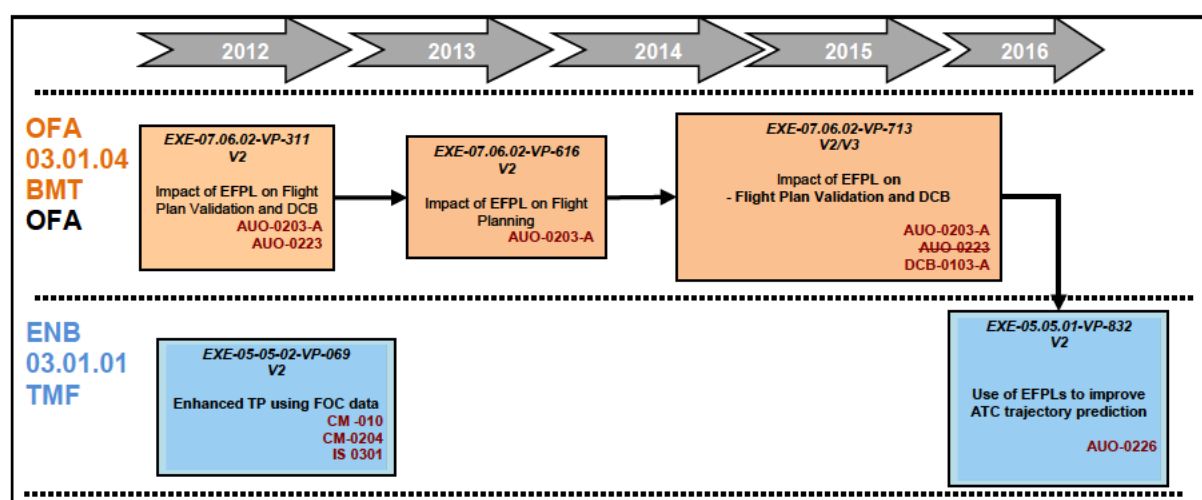 2012 2013 2014 2015 2016
OFA
03.01.04
BMT
OFA
EXE-07.06.02-VP-311
V2
Impact of EFPL on Flight
Plan Validation and DCB
AUO-0203-A
AUO-0223
EXE-07.06.02-VP-616
V2
Impact of EFPL on Flight
Planning
AUO-0203-A
EXE-07.06.02-VP-713
V2/V3
Impact of EFPL on
- Flight Plan Validation and DCB
AUO-0203-A
AUO-0223
DCB-0103-A
ENB
03.01.01
TMF
EXE-05-05-02-VP-069
V2
Enhanced TP using FOC data
CM -010
CM-0204
IS 0301
EXE-05.05.01-VP-832
V2
Use of EFPLs to improve
ATC trajectory prediction
AUO-0226